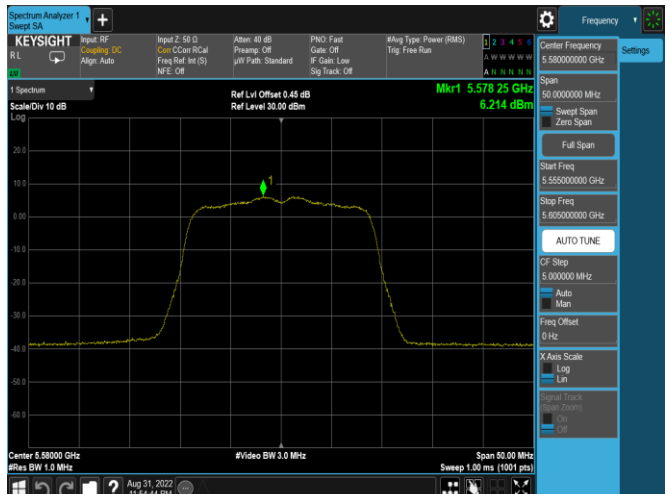 Spectrum Analyzer 1
Swept SA
+
Frequency
KEYSIGHT
R L
LW
Input: RF
Coupling: DC
Align: Auto
Input Z: 50 Ω
Corr CCorr RCal
Freq Ref: Int (S)
NFE: Off
Atten: 40 dB
Preamp: Off
µW Path: Standard
PNO: Fast
Gate: Off
IF Gain: Low
Sig Track: Off
#Avg Type: Power (RMS)
Trig: Free Run
1 2 3 4 5 6
A W W W W W
A N N N N N
1 Spectrum
Scale/Div 10 dB
Log
Ref Lvl Offset 0.45 dB
Ref Level 30.00 dBm
Mkr1 5.578 25 GHz
6.214 dBm
1
20.0
10.0
0.00
-10.0
-20.0
-30.0
-40.0
-50.0
-60.0
Center 5.58000 GHz
#Res BW 1.0 MHz
#Video BW 3.0 MHz
Span 50.00 MHz
Sweep 1.00 ms (1001 pts)
Aug 31, 2022
11:54:44 PM
?
Settings
Center Frequency
5.580000000 GHz
Span
50.0000000 MHz
Swept Span
Zero Span
Full Span
Start Freq
5.555000000 GHz
Stop Freq
5.605000000 GHz
AUTO TUNE
CF Step
5.000000 MHz
Auto
Man
Freq Offset
0 Hz
X Axis Scale
Log
Lin
Signal Track
(Span Zoom)
On
Off